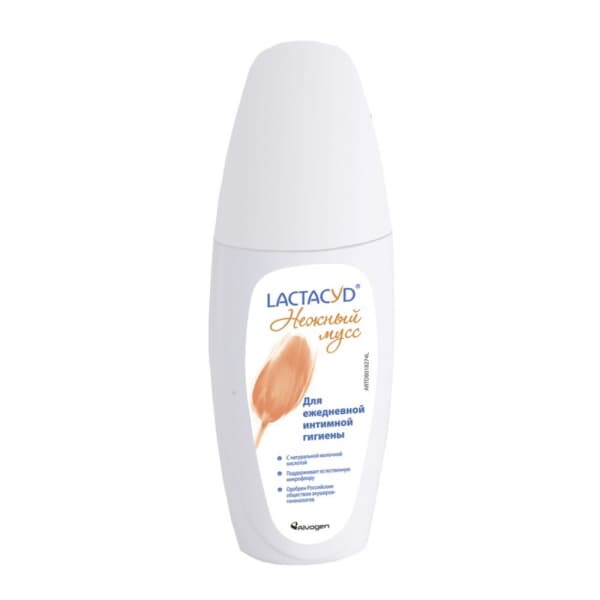 LACTACYD®
Нежный
мусс
Для
ежедневной
интимной
гигиены
С натуральной молочной
кислотой
Поддерживает естественную
микрофлору
Одобрен Российским
обществом акушеров-
гинекологов
Alvogen